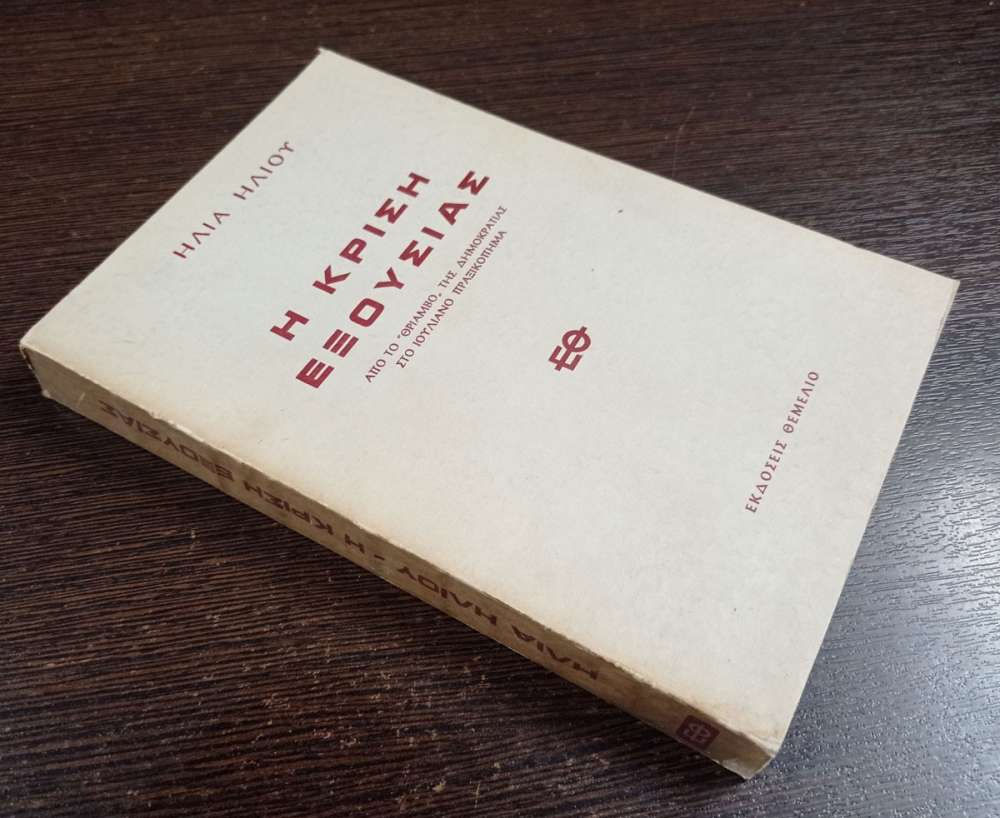 ΗΛΙΑ ΗΛΙΟΥ
Η ΚΡΙΣΗ
ΕΞΟΥΣΙΑΣ
ΑΠΟ ΤΟ "ΘΡΙΑΜΒΟ,, ΤΗΣ ΔΗΜΟΚΡΑΤΙΑΣ
ΣΤΟ ΙΟΥΛΙΑΝΟ ΠΡΑΞΙΚΟΠΗΜΑ
ΕΘ
ΕΚΔΟΣΕΙΣ ΘΕΜΕΛΙΟ
ΗΛΙΑ ΗΛΙΟΥ - Η ΚΡΙΣΗ ΕΞΟΥΣΙΑΣ
ΕΘ